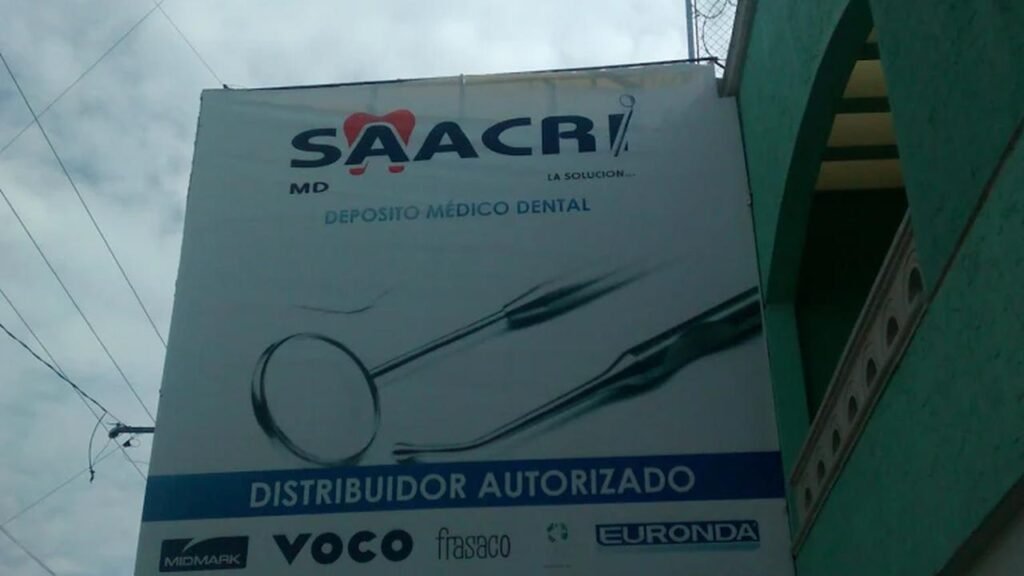 SAACRI
MD
LA SOLUCION...
DEPOSITO MÉDICO DENTAL
DISTRIBUIDOR AUTORIZADO
MIDMARK VOCO frasaco EURONDA